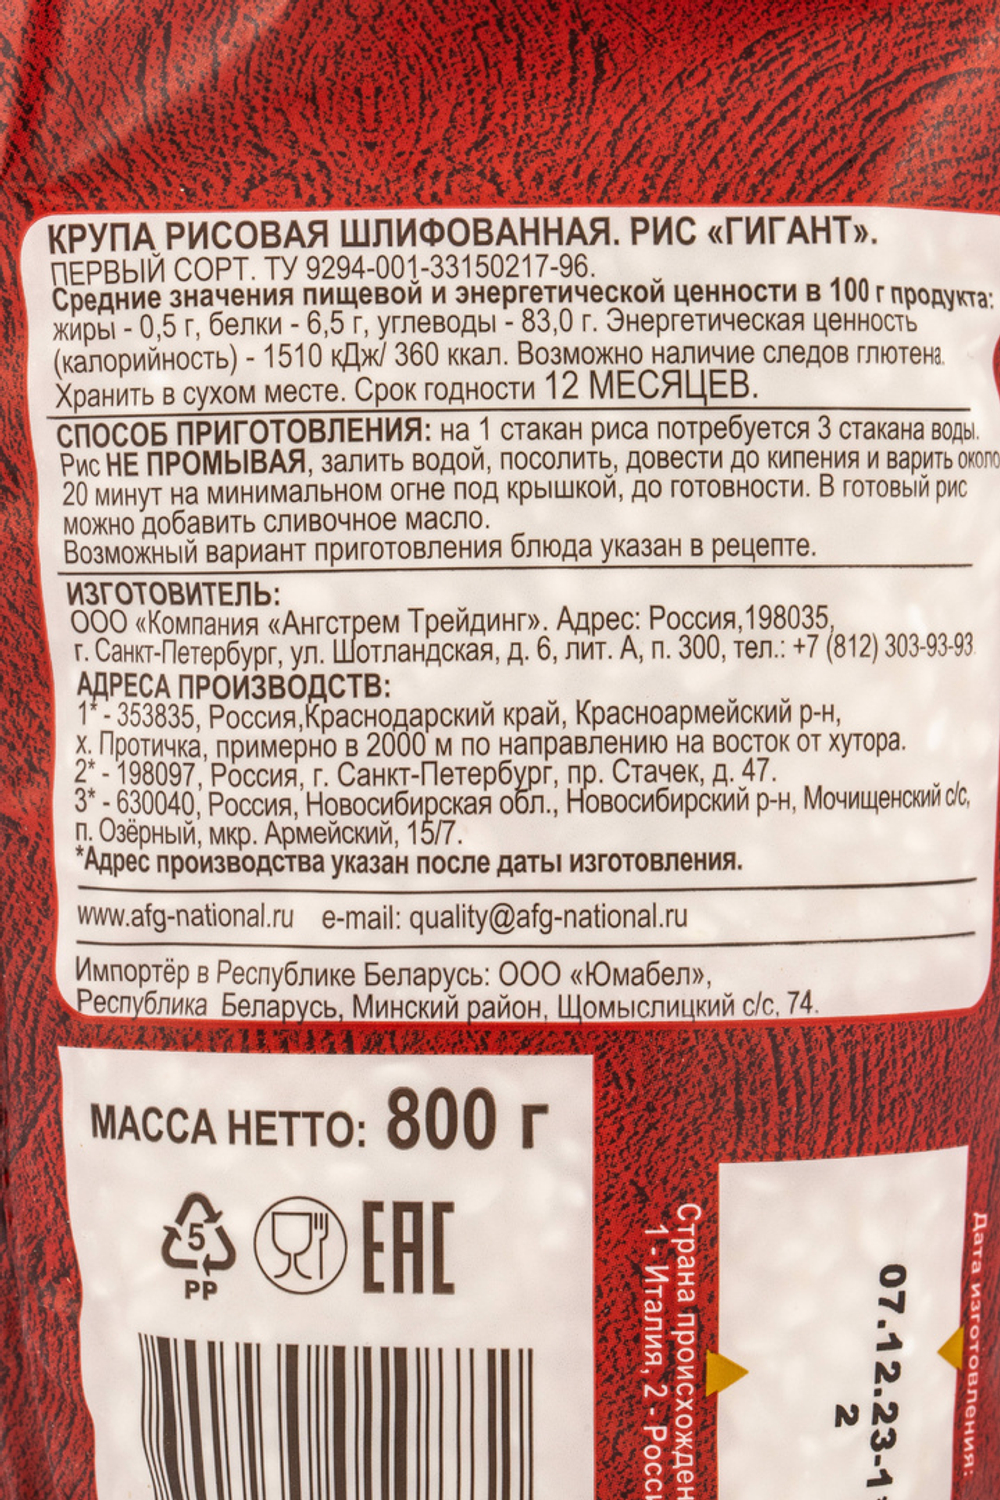 КРУПА РИСОВАЯ ШЛИФОВАННАЯ. РИС «ГИГАНТ».
ПЕРВЫЙ СОРТ. ТУ 9294-001-33150217-96.
Средние значения пищевой и энергетической ценности в 100 г продукта:
жиры - 0,5 г, белки - 6,5 г, углеводы - 83,0 г. Энергетическая ценность
(калорийность) - 1510 кДж/ 360 ккал. Возможно наличие следов глютена.
Хранить в сухом месте. Срок годности 12 МЕСЯЦЕВ.
СПОСОБ ПРИГОТОВЛЕНИЯ: на 1 стакан риса потребуется 3 стакана воды.
Рис НЕ ПРОМЫВАЯ, залить водой, посолить, довести до кипения и варить около
20 минут на минимальном огне под крышкой, до готовности. В готовый рис
можно добавить сливочное масло.
Возможный вариант приготовления блюда указан в рецепте.
ИЗГОТОВИТЕЛЬ:
ООО «Компания «Ангстрем Трейдинг». Адрес: Россия,198035,
г. Санкт-Петербург, ул. Шотландская, д. 6, лит. А, п. 300, тел.: +7 (812) 303-93-93.
АДРЕСА ПРОИЗВОДСТВ:
1* - 353835, Россия,Краснодарский край, Красноармейский р-н,
х. Протичка, примерно в 2000 м по направлению на восток от хутора.
2* - 198097, Россия, г. Санкт-Петербург, пр. Стачек, д. 47.
3* - 630040, Россия, Новосибирская обл., Новосибирский р-н, Мочищенский с/с,
п. Озёрный, мкр. Армейский, 15/7.
*Адрес производства указан после даты изготовления.
www.afg-national.ru e-mail: quality@afg-national.ru
Импортёр в Республике Беларусь: ООО «Юмабел»,
Республика Беларусь, Минский район, Щомыслицкий с/с, 74.
МАССА НЕТТО: 800 г
5
PP
EAC
Страна происхожден
1 - Италия, 2 - Росси
07.12.23-1
2
Дата изготовления: